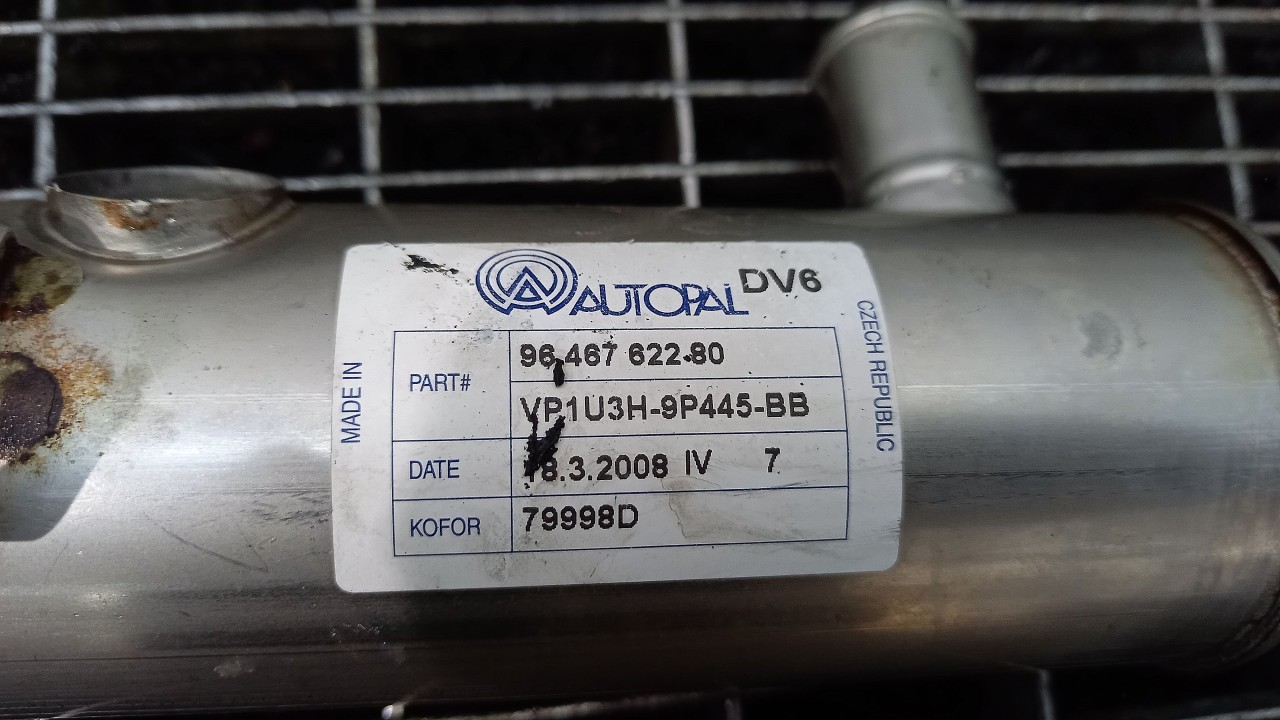 AUTOPAL DV6
MADE IN
PART# 96 467 622.80
VP1U3H-9P445-BB
DATE 18.3.2008 IV 7
KOFOR 79998D
CZECH REPUBLIC